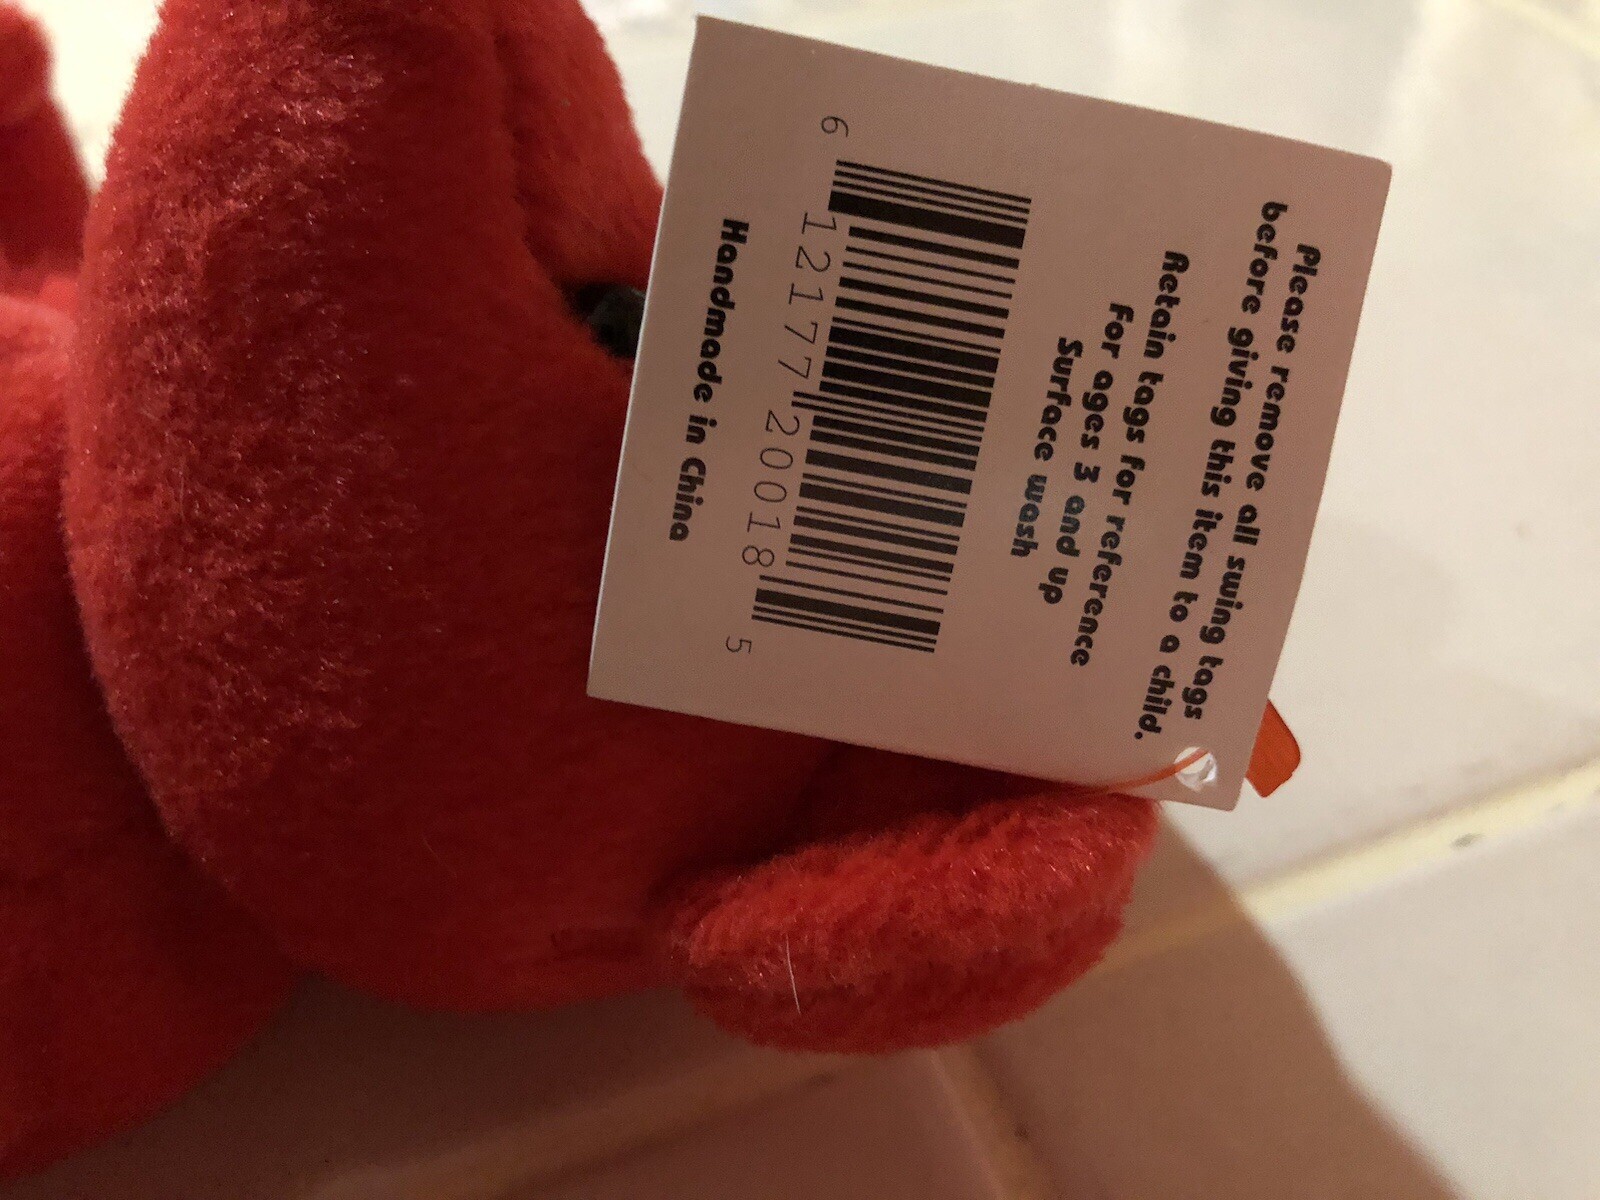 Please remove all swing tags
before giving this item to a child.
Retain tags for reference
For ages 3 and up
Surface wash
6 12177 20018 5
Handmade in China